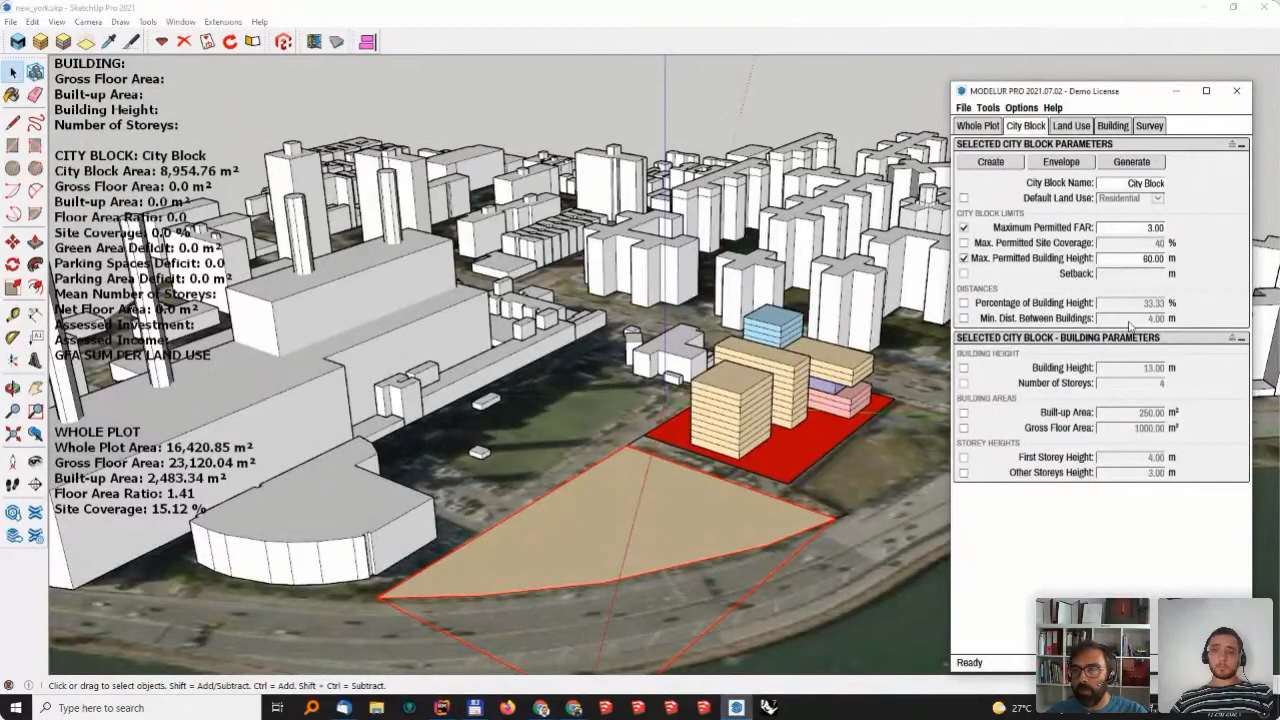 new_york.skp - SketchUp Pro 2021
File Edit View Camera Draw Tools Window Extensions Help
BUILDING:
Gross Floor Area:
Built-up Area:
Building Height:
Number of Storeys:
CITY BLOCK: City Block
City Block Area: 8,954.76 m²
Gross Floor Area: 0.0 m²
Built-up Area: 0.0 m²
Floor Area Ratio: 0.0
Site Coverage: 0.0 %
Green Area Deficit: 0.0 m²
Parking Spaces Deficit: 0.0
Parking Area Deficit: 0.0 m²
Mean Number of Storeys:
Net Floor Area: 0.0 m²
Assessed Investment:
Assessed Income:
GFA SUM PER LAND USE
WHOLE PLOT
Whole Plot Area: 16,420.85 m²
Gross Floor Area: 23,120.04 m²
Built-up Area: 2,483.34 m²
Floor Area Ratio: 1.41
Site Coverage: 15.12 %
MODELUR PRO 2021.07.02 - Demo License
File Tools Options Help
Whole Plot City Block Land Use Building Survey
SELECTED CITY BLOCK PARAMETERS
Create Envelope Generate
City Block Name: City Block
Default Land Use: Residential
CITY BLOCK LIMITS
Maximum Permitted FAR: 3.00
Max. Permitted Site Coverage: 40 %
Max. Permitted Building Height: 60.00 m
Setback: m
DISTANCES
Percentage of Building Height: 33.33 %
Min. Dist. Between Buildings: 4.00 m
SELECTED CITY BLOCK - BUILDING PARAMETERS
BUILDING HEIGHT
Building Height: 13.00 m
Number of Storeys: 4
BUILDING AREAS
Built-up Area: 250.00 m²
Gross Floor Area: 1000.00 m²
STOREY HEIGHTS
First Storey Height: 4.00 m
Other Storeys Height: 3.00 m
Ready
Click or drag to select objects. Shift = Add/Subtract. Ctrl = Add. Shift + Ctrl = Subtract.
Type here to search
27°C